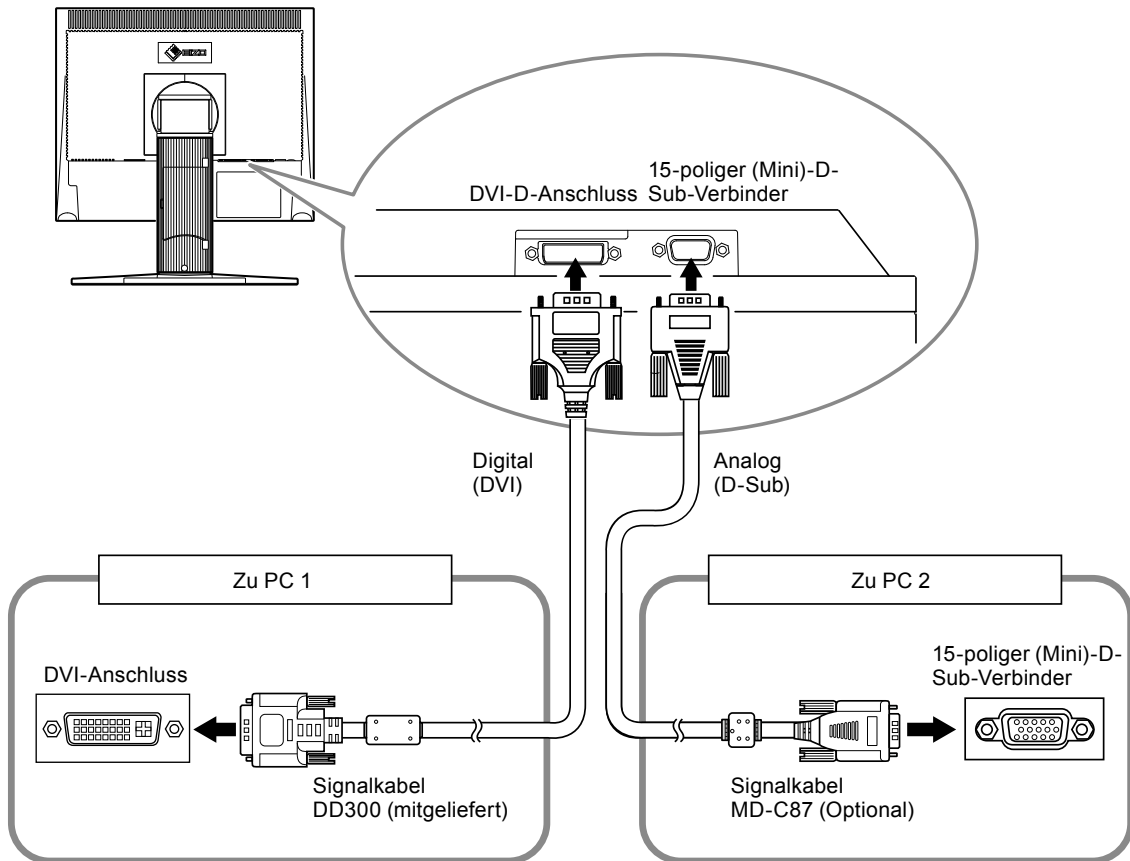 EIZO
15-poliger (Mini)-D-
DVI-D-Anschluss Sub-Verbinder
Digital
(DVI)
Analog
(D-Sub)
Zu PC 1
Zu PC 2
DVI-Anschluss
15-poliger (Mini)-D-
Sub-Verbinder
Signalkabel
DD300 (mitgeliefert)
Signalkabel
MD-C87 (Optional)